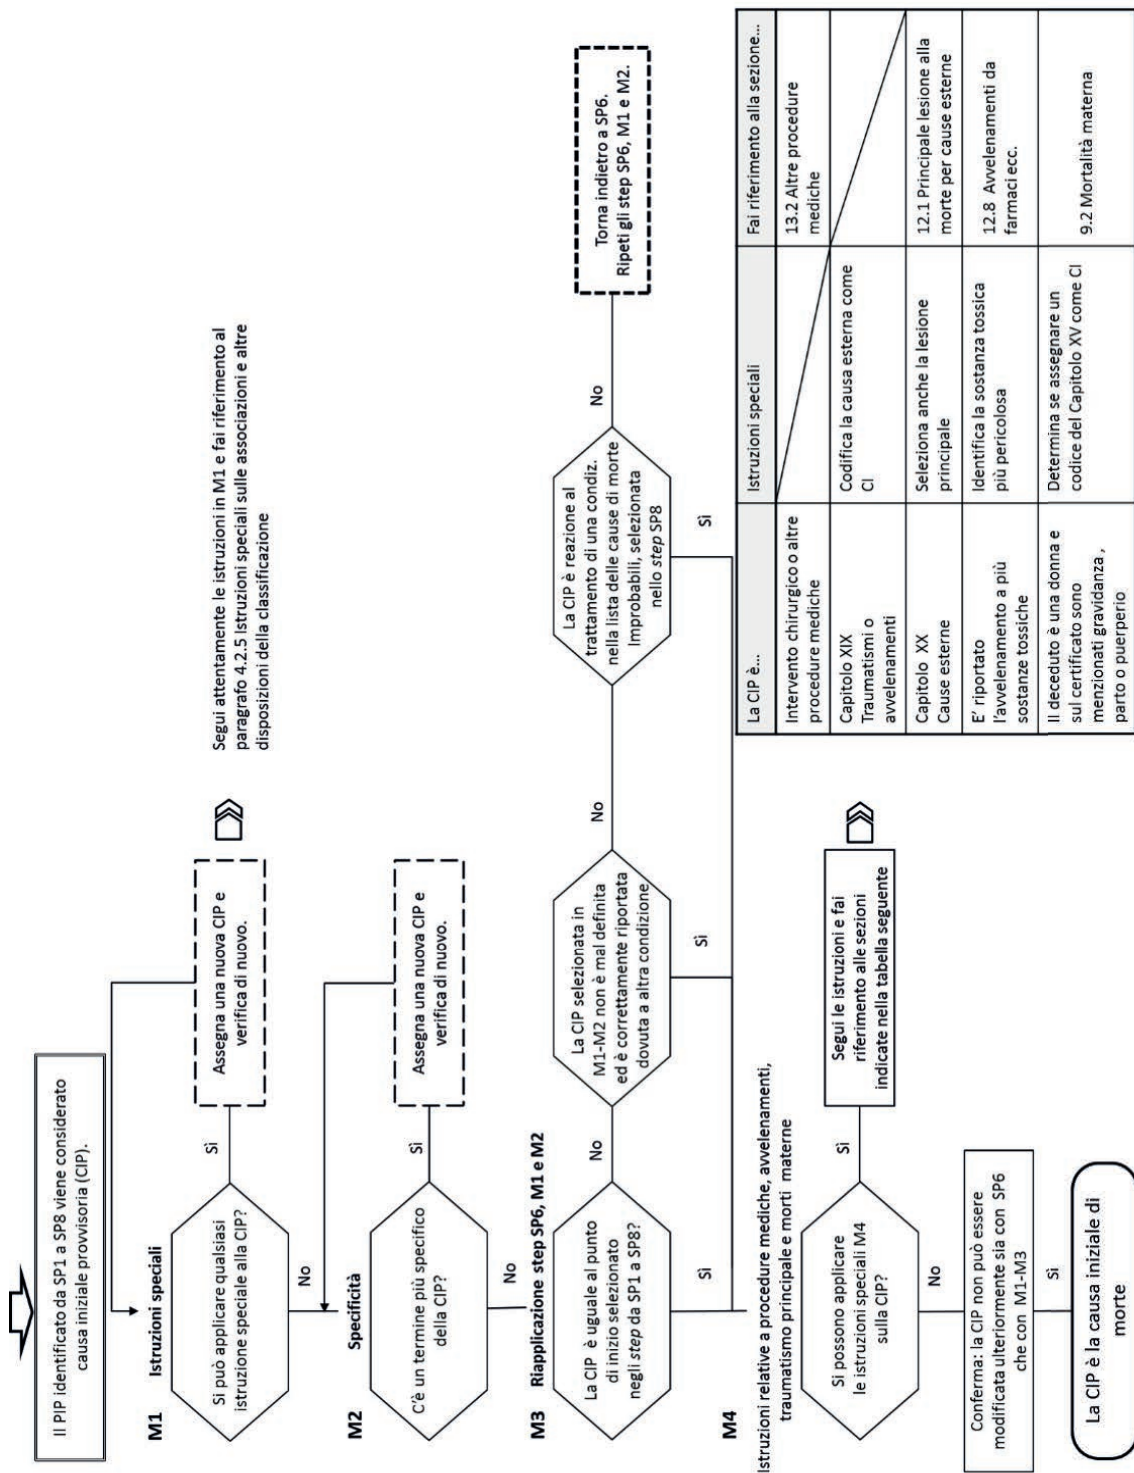 Il PIP identificato da SP1 a SP8 viene considerato
causa iniziale provvisoria (CIP).
M1
Istruzioni speciali
Si può applicare qualsiasi
istruzione speciale alla CIP?
Sì
Assegna una nuova CIP e
verifica di nuovo.
Segui attentamente le istruzioni in M1 e fai riferimento al
paragrafo 4.2.5 Istruzioni speciali sulle associazioni e altre
disposizioni della classificazione
No
M2
Specificità
C'è un termine più specifico
della CIP?
Sì
Assegna una nuova CIP e
verifica di nuovo.
No
M3
Riapplicazione step SP6, M1 e M2
La CIP è uguale al punto
di inizio selezionato
negli step da SP1 a SP8?
No
La CIP selezionata in
M1-M2 non è mal definita
ed è correttamente riportata
dovuta a altra condizione
No
La CIP è reazione al
trattamento di una condiz.
nella lista delle cause di morte
Improbabili, selezionata
nello step SP8
No
Torna indietro a SP6.
Ripeti gli step SP6, M1 e M2.
Sì
Sì
Sì
M4
Istruzioni relative a procedure mediche, avvelenamenti,
traumatismo principale e morti materne
Si possono applicare
le istruzioni speciali M4
sulla CIP?
Sì
Segui le istruzioni e fai
riferimento alle sezioni
indicate nella tabella seguente
No
Conferma: la CIP non può essere
modificata ulteriormente sia con SP6
che con M1-M3
Sì
La CIP è la causa iniziale di
morte
La CIP è...
Istruzioni speciali
Fai riferimento alla sezione...
Intervento chirurgico o altre
procedure mediche
13.2 Altre procedure
mediche
Capitolo XIX
Traumatismi o
avvelenamenti
Codifica la causa esterna come
CI
Capitolo XX
Cause esterne
Seleziona anche la lesione
principale
12.1 Principale lesione alla
morte per cause esterne
E' riportato
l'avvelenamento a più
sostanze tossiche
Identifica la sostanza tossica
più pericolosa
12.8 Avvelenamenti da
farmaci ecc.
Il deceduto è una donna e
sul certificato sono
menzionati gravidanza ,
parto o puerperio
Determina se assegnare un
codice del Capitolo XV come CI
9.2 Mortalità materna